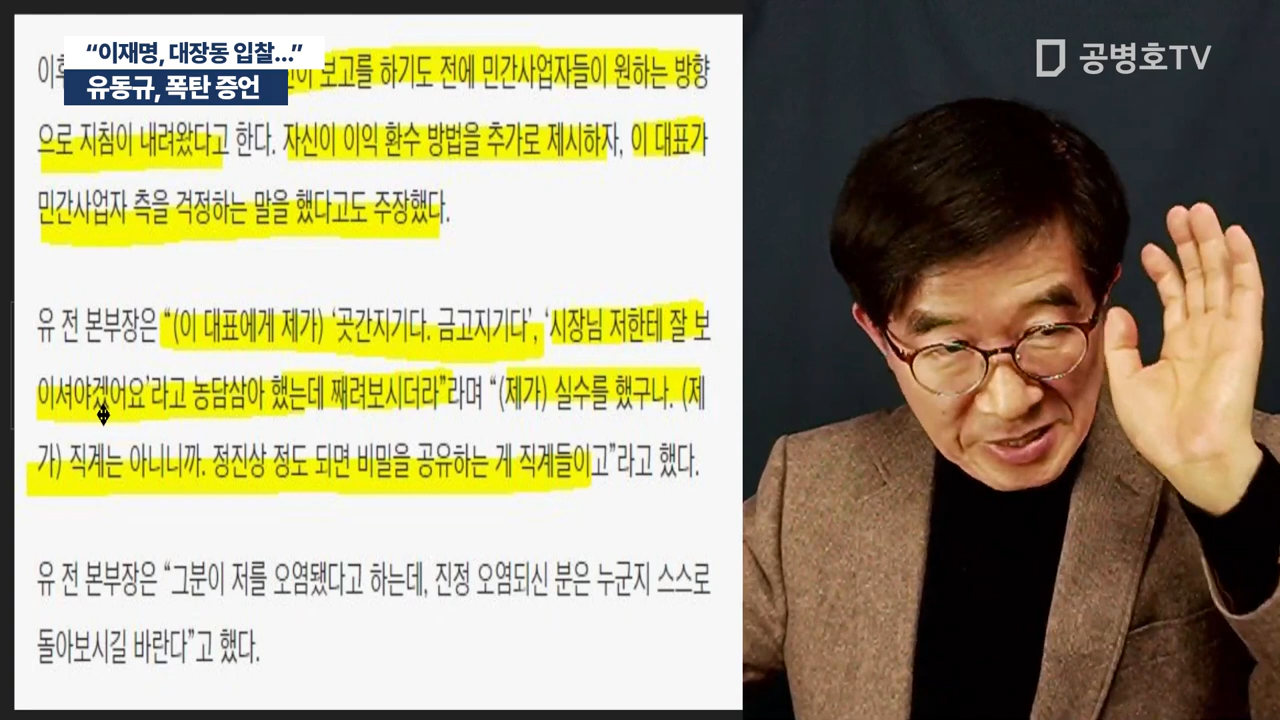 “이재명, 대장동 입찰...”
유동규, 폭탄 증언
공병호TV
보고를 하기도 전에 민간사업자들이 원하는 방향
으로 지침이 내려왔다고 한다. 자신이 이익 환수 방법을 추가로 제시하자, 이 대표가
민간사업자 측을 걱정하는 말을 했다고도 주장했다.
유 전 본부장은 “(이 대표에게 제가) ‘곳간지기다. 금고지기다’, ‘시장님 저한테 잘 보
이셔야겠어요’라고 농담삼아 했는데 째려보시더라”라며 “(제가) 실수를 했구나. (제
가) 직계는 아니니까. 정진상 정도 되면 비밀을 공유하는 게 직계들이고”라고 했다.
유 전 본부장은 “그분이 저를 오염됐다고 하는데, 진정 오염되신 분은 누군지 스스로
돌아보시길 바란다”고 했다.